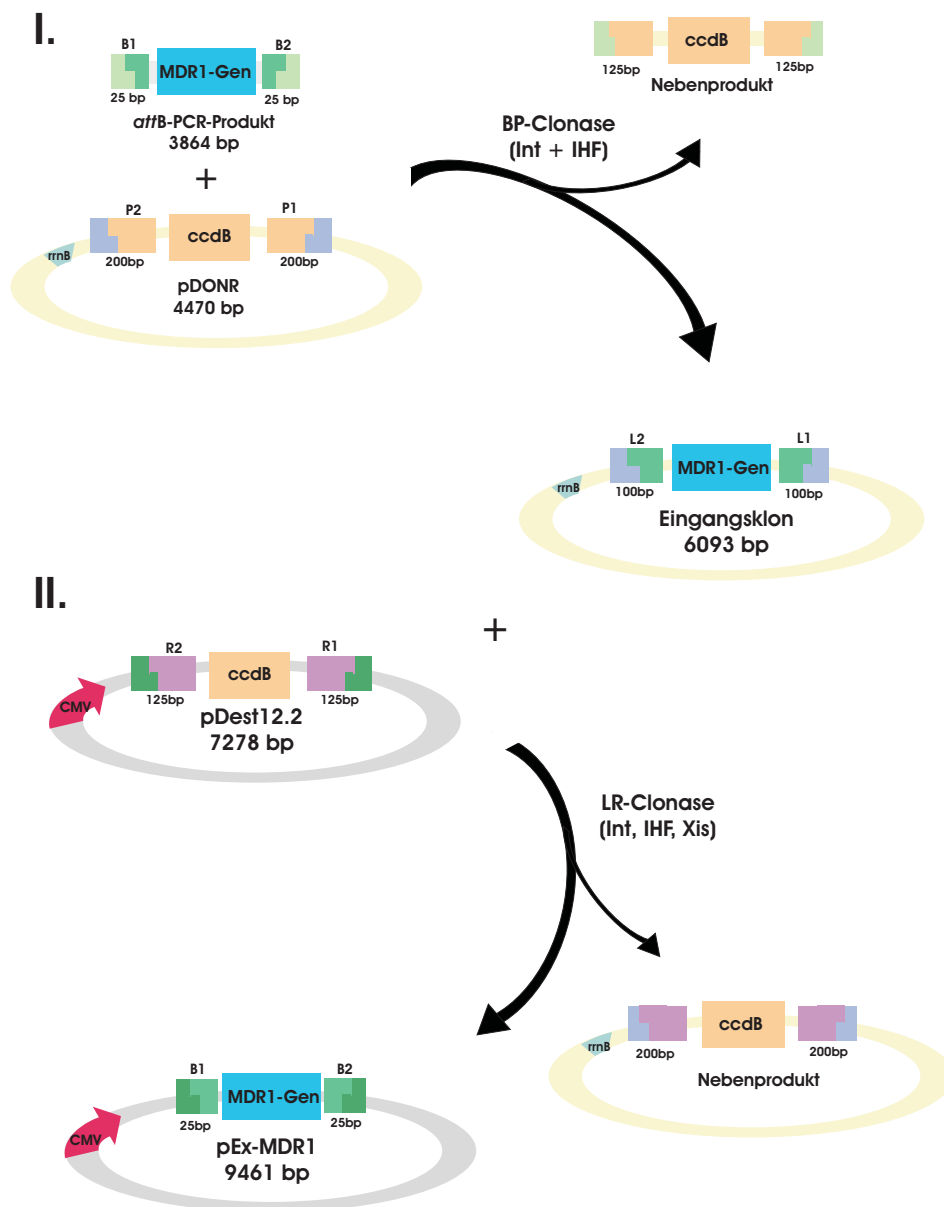 I.
B1
B2
MDR1-Gen
25 bp
25 bp
attB-PCR-Produkt
3864 bp
+
P2
P1
ccdB
rrnB
200bp
200bp
pDONR
4470 bp
BP-Clonase
(Int + IHF)
ccdB
125bp
125bp
Nebenprodukt
L2
L1
MDR1-Gen
rrnB
100bp
100bp
Eingangsklon
6093 bp
II.
+
R2
R1
ccdB
CMV
125bp
125bp
pDest12.2
7278 bp
LR-Clonase
(Int, IHF, Xis)
ccdB
rrnB
200bp
200bp
Nebenprodukt
B1
B2
MDR1-Gen
CMV
25bp
25bp
pEx-MDR1
9461 bp